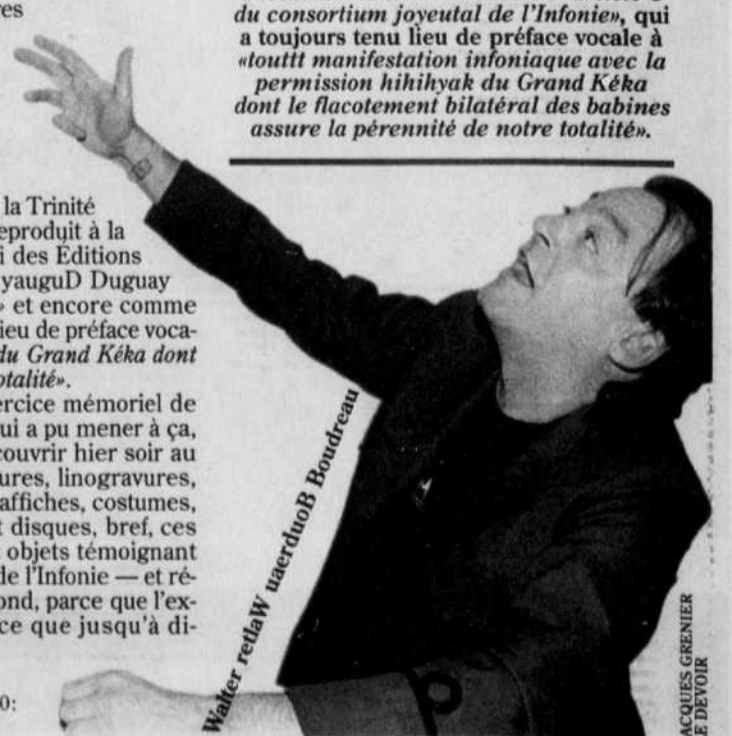 res
du consortium joyeutal de l'Infonie», qui
a toujours tenu lieu de préface vocale à
«touttt manifestation infoniaque avec la
permission hihihyak du Grand Kéka
dont le flacotement bilatéral des babines
assure la pérennité de notre totalité».
la Trinité
eproduit à la
i des Éditions
yauguD Duguay
» et encore comme
ieu de préface voca-
du Grand Kéka dont
otalité».
ercice mémoriel de
ui a pu mener à ça,
couvrir hier soir au
ures, linogravures,
affiches, costumes,
t disques, bref, ces
objets témoignant
de l'Infonie — et ré-
ond, parce que l'ex-
ce que jusqu'à di-
0:
Walter retlaW uaerduoB Boudreau
ACQUES GRENIER
E DEVOIR